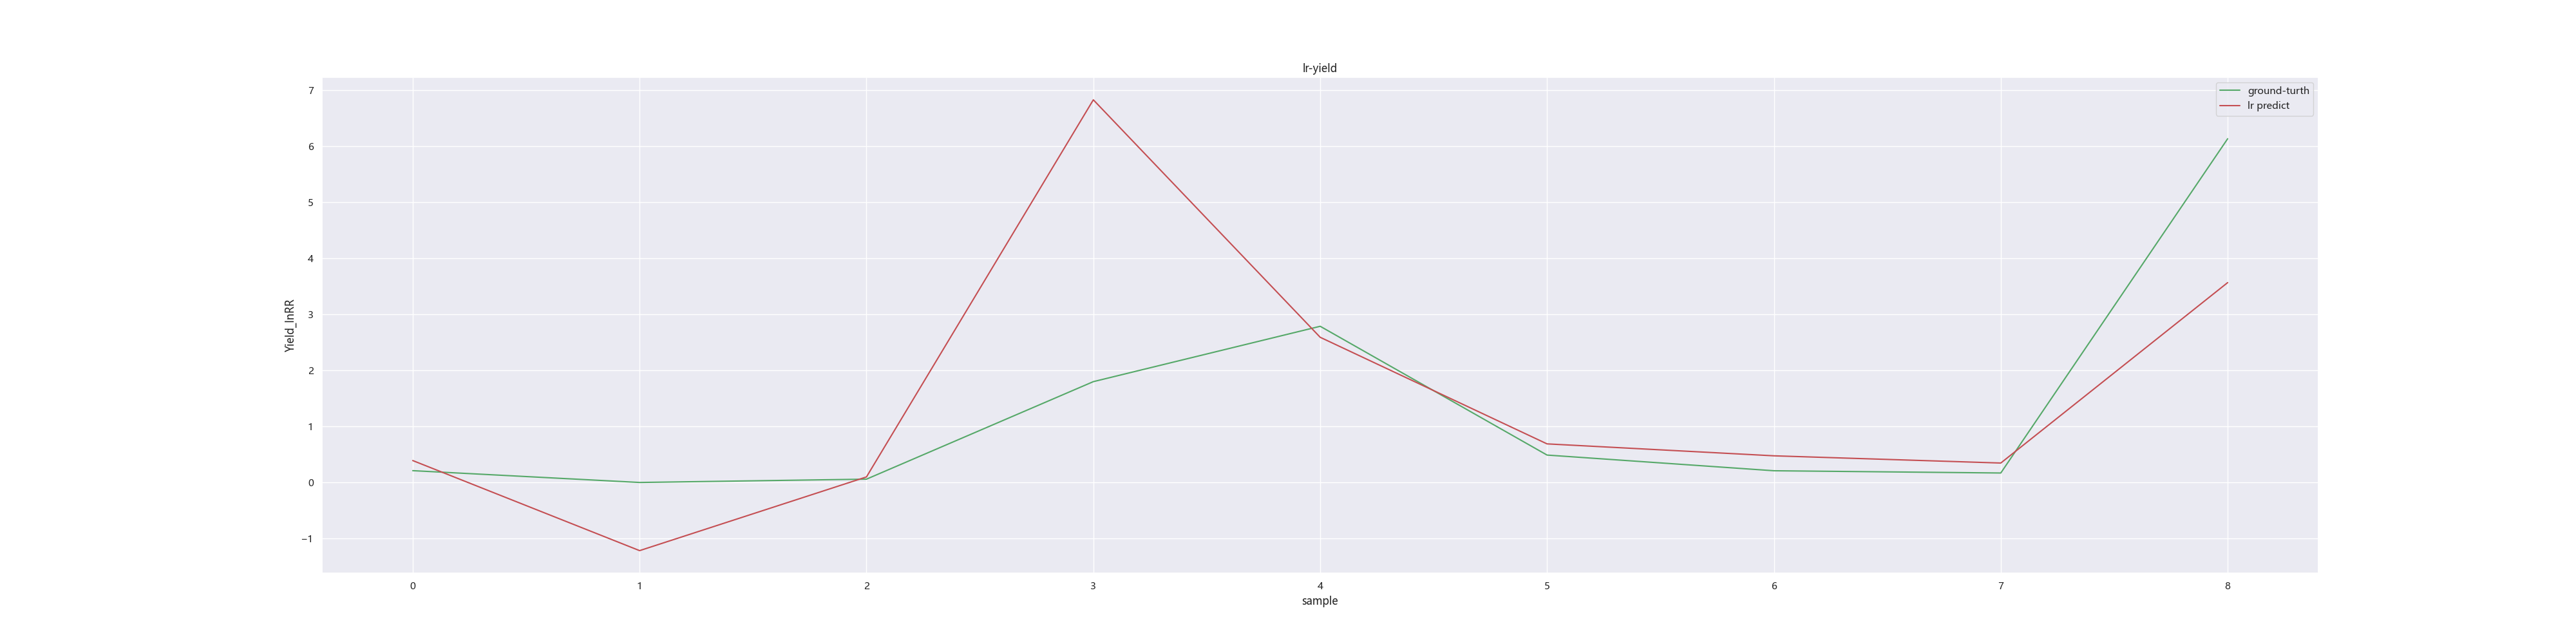 lr-yield
ground-turth
lr predict
Yield_lnRR
7
6
5
4
3
2
1
0
−1
0 1 2 3 4 5 6 7 8
sample